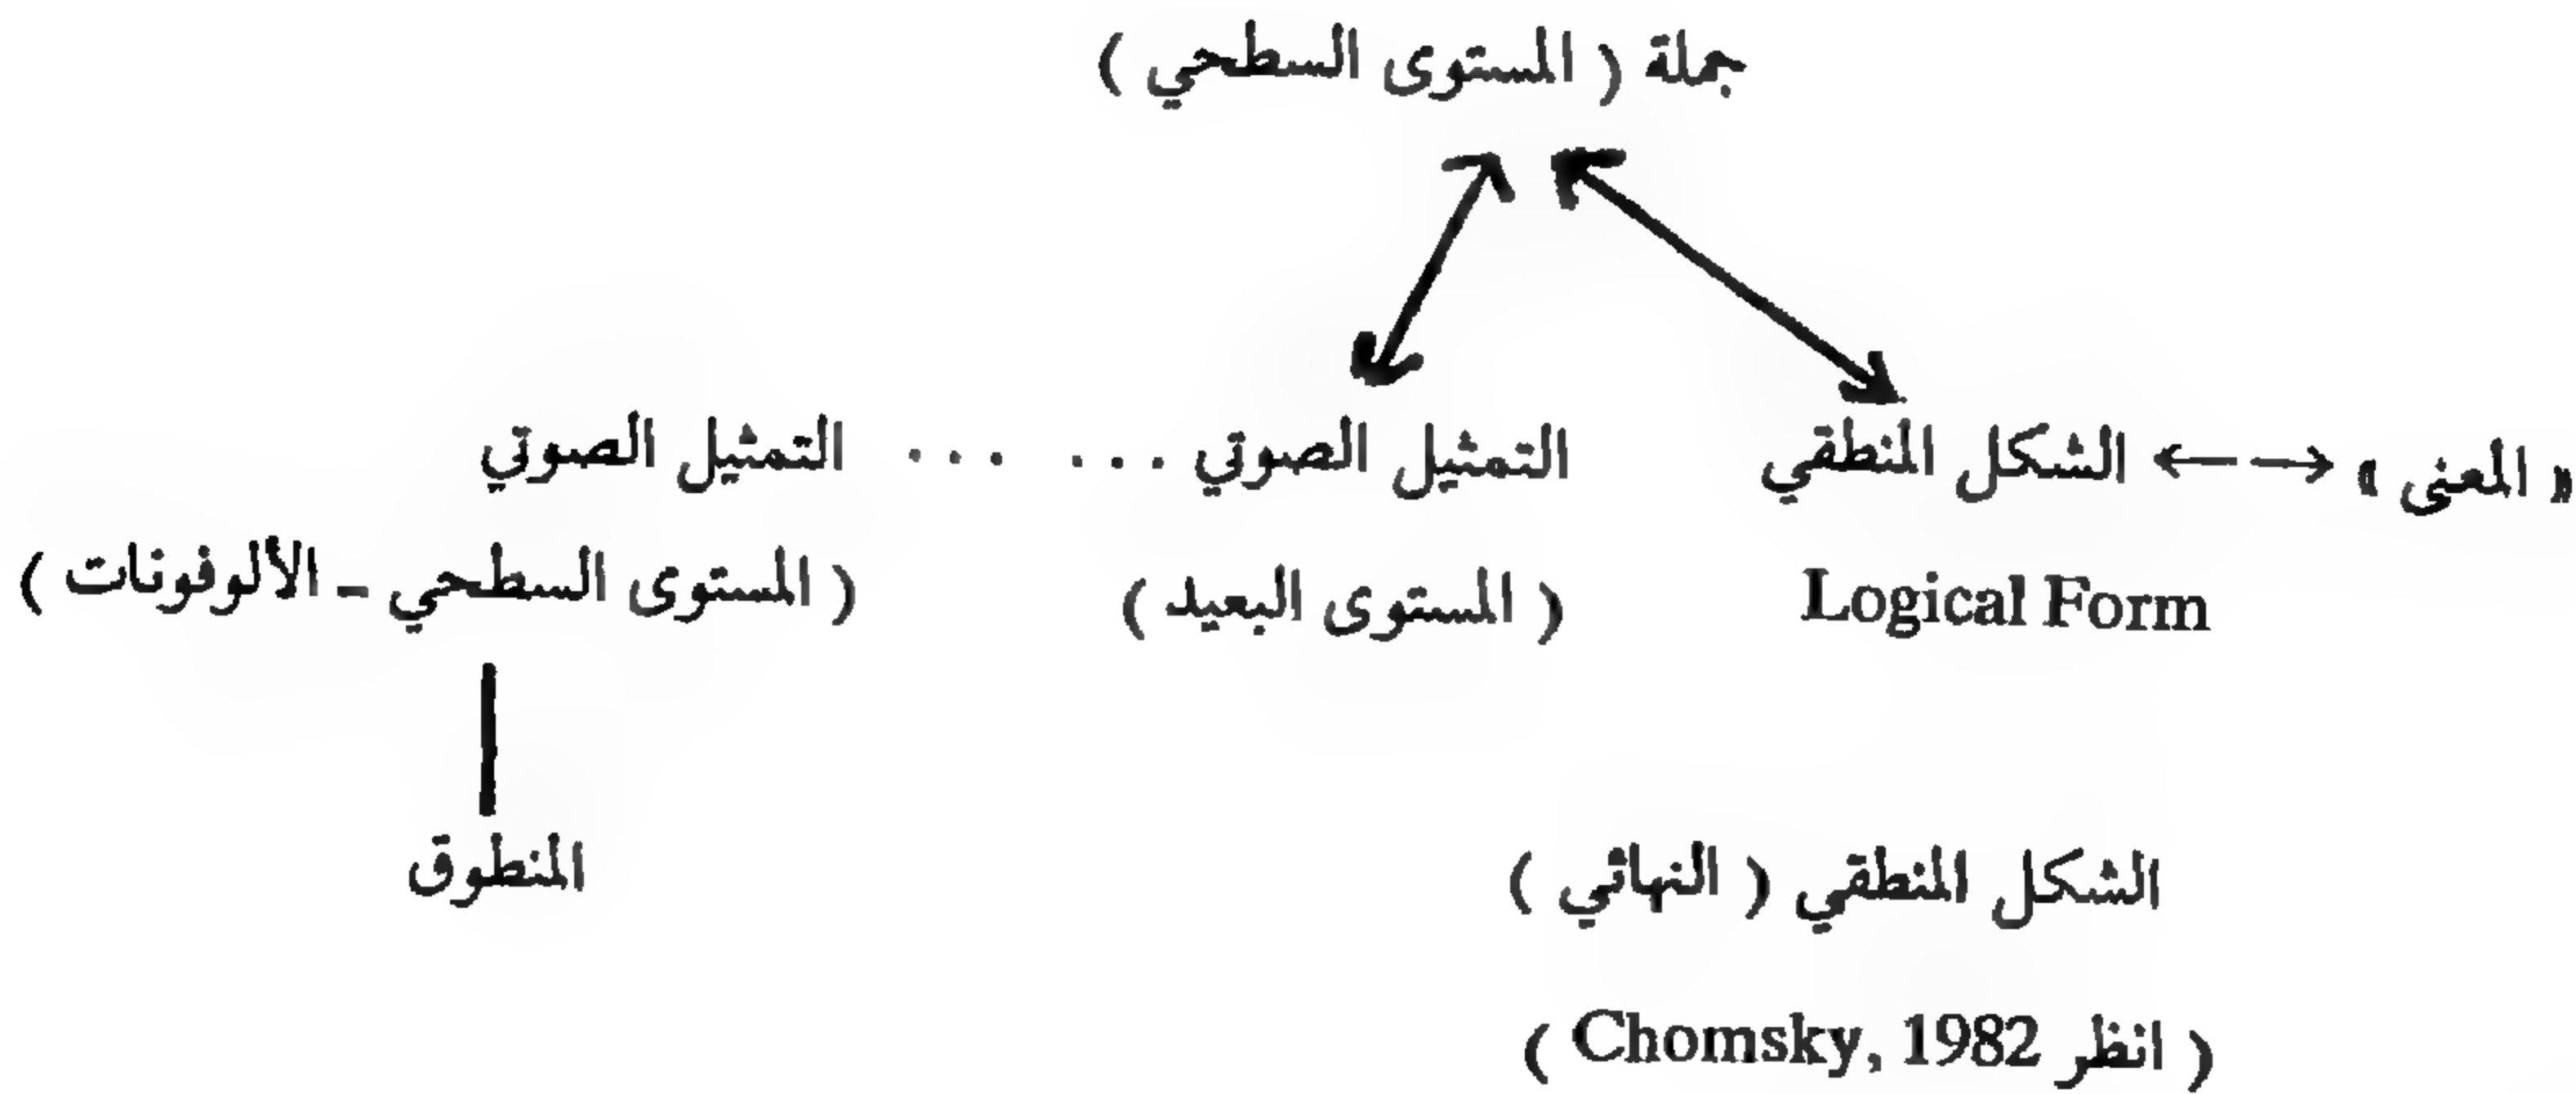 جملة ( المستوى السطحي )
« المعنى » ←– –→ الشكل المنطقي التمثيل الصوتي ... ... التمثيل الصوتي
Logical Form ( المستوى البعيد ) ( المستوى السطحي - الألوفونات )
المنطوق
الشكل المنطقي ( النهائي )
( انظر Chomsky, 1982 )